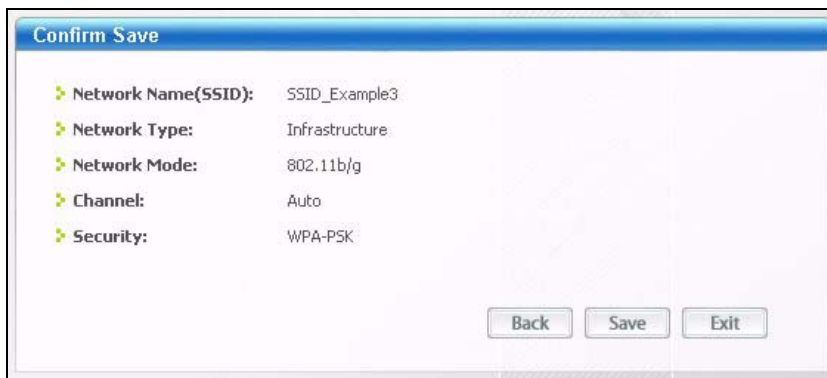 Confirm Save
Network Name(SSID): SSID_Example3
Network Type: Infrastructure
Network Mode: 802.11b/g
Channel: Auto
Security: WPA-PSK
Back Save Exit